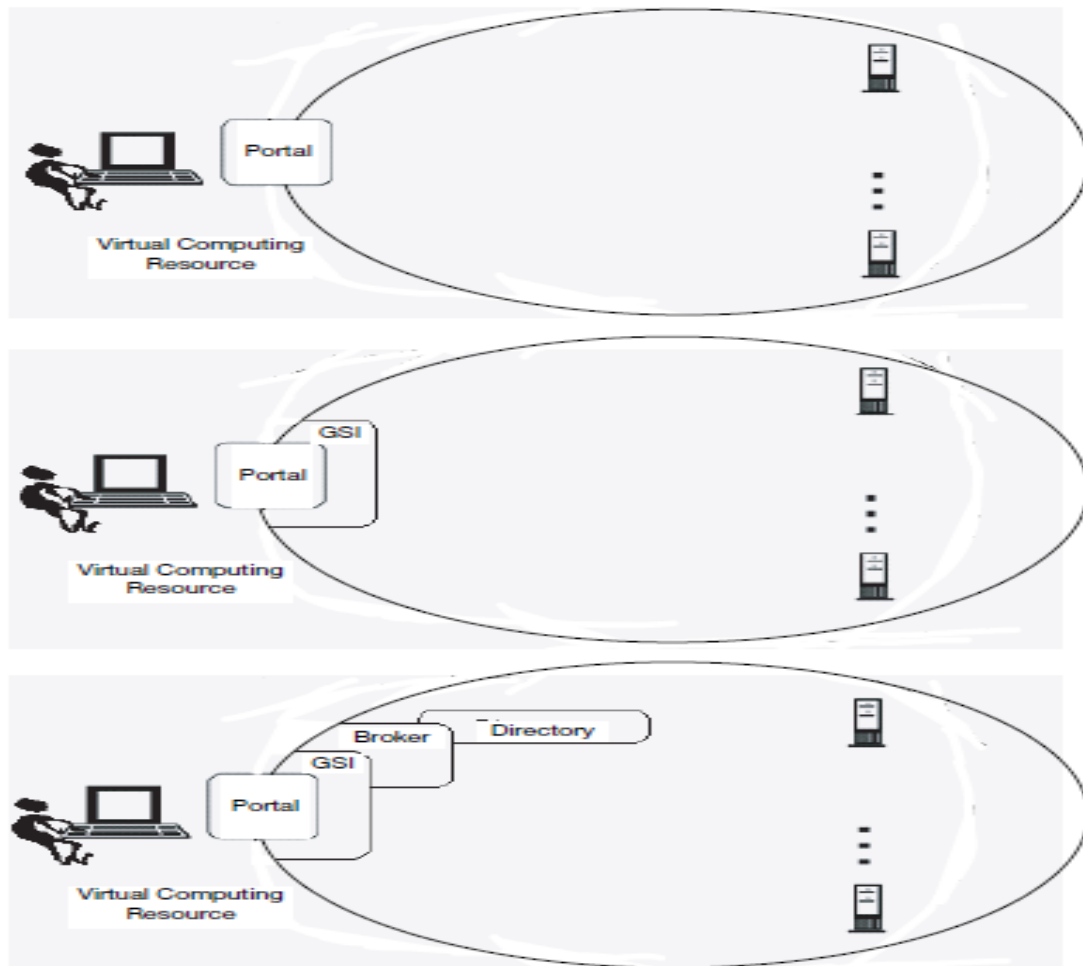 Portal
Virtual Computing
Resource
GSI
Portal
Virtual Computing
Resource
Directory
Broker
GSI
Portal
Virtual Computing
Resource